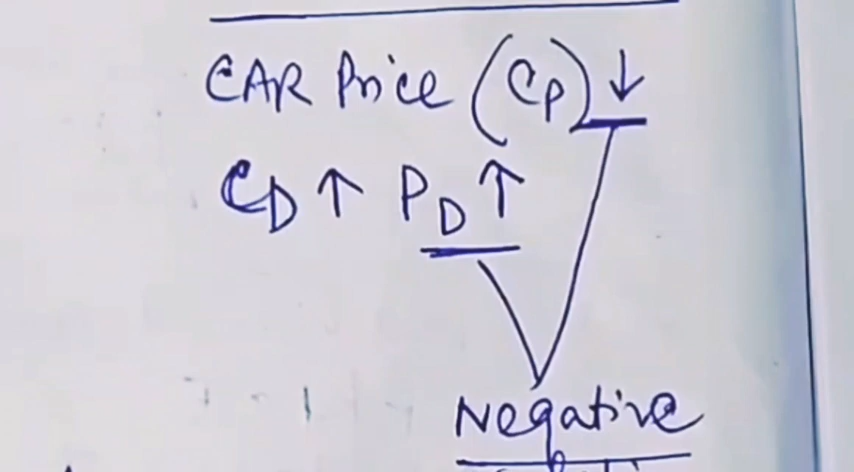 CAR Price (CP) ↓
CD ↑ PD ↑
Negative